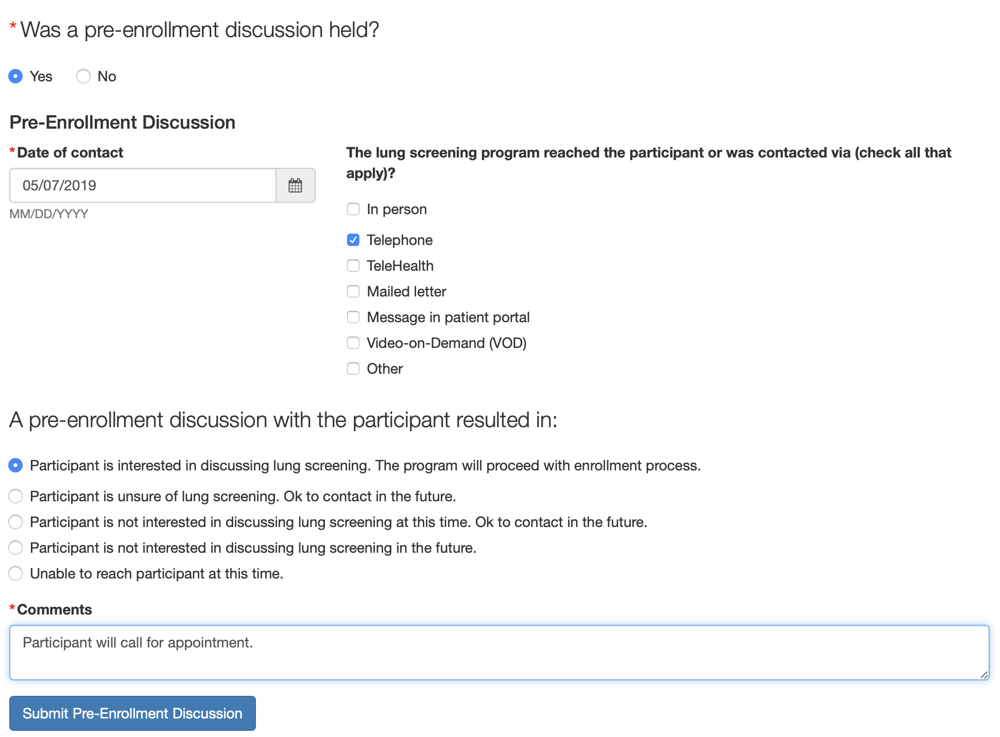 * Was a pre-enrollment discussion held?
Yes No
Pre-Enrollment Discussion
* Date of contact
05/07/2019
MM/DD/YYYY
The lung screening program reached the participant or was contacted via (check all that
apply)?
In person
Telephone
TeleHealth
Mailed letter
Message in patient portal
Video-on-Demand (VOD)
Other
A pre-enrollment discussion with the participant resulted in:
Participant is interested in discussing lung screening. The program will proceed with enrollment process.
Participant is unsure of lung screening. Ok to contact in the future.
Participant is not interested in discussing lung screening at this time. Ok to contact in the future.
Participant is not interested in discussing lung screening in the future.
Unable to reach participant at this time.
* Comments
Participant will call for appointment.
Submit Pre-Enrollment Discussion